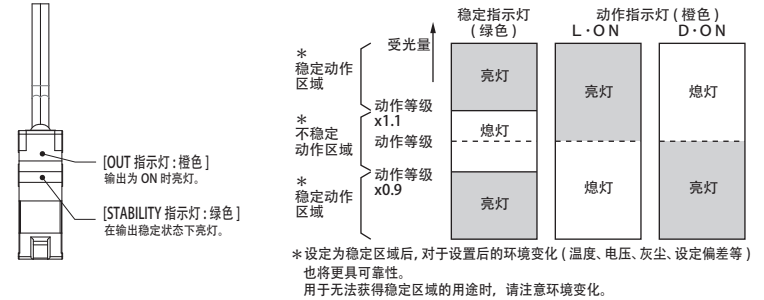 [OUT 指示灯 : 橙色 ]
输出为 ON 时亮灯。
[STABILITY 指示灯 : 绿色 ]
在输出稳定状态下亮灯。
稳定指示灯
( 绿色 )
动作指示灯 ( 橙色 )
L・ON
D・ON
受光量
＊
稳定动作
区域
亮灯
亮灯
熄灯
动作等级
x1.1
＊
不稳定
动作区域
熄灯
动作等级
动作等级
x0.9
＊
稳定动作
区域
亮灯
熄灯
亮灯
＊设定为稳定区域后, 对于设置后的环境变化 ( 温度、电压、灰尘、设定偏差等 )
也将更具可靠性。
用于无法获得稳定区域的用途时, 请注意环境变化。